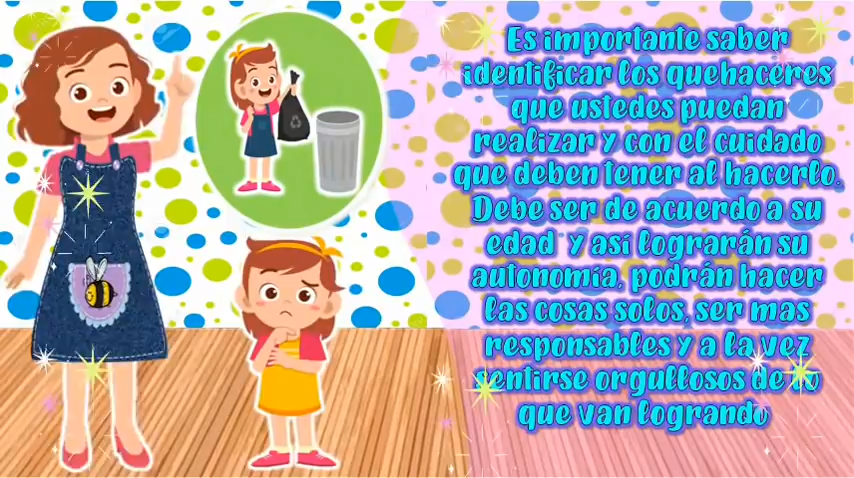 Es importante saber
identificar los quehaceres
que ustedes puedan
realizar y con el cuidado
que deben tener al hacerlo.
Debe ser de acuerdo a su
edad y así lograrán su
autonomía, podrán hacer
las cosas solos, ser mas
responsables y a la vez
sentirse orgullosos de lo
que van logrando